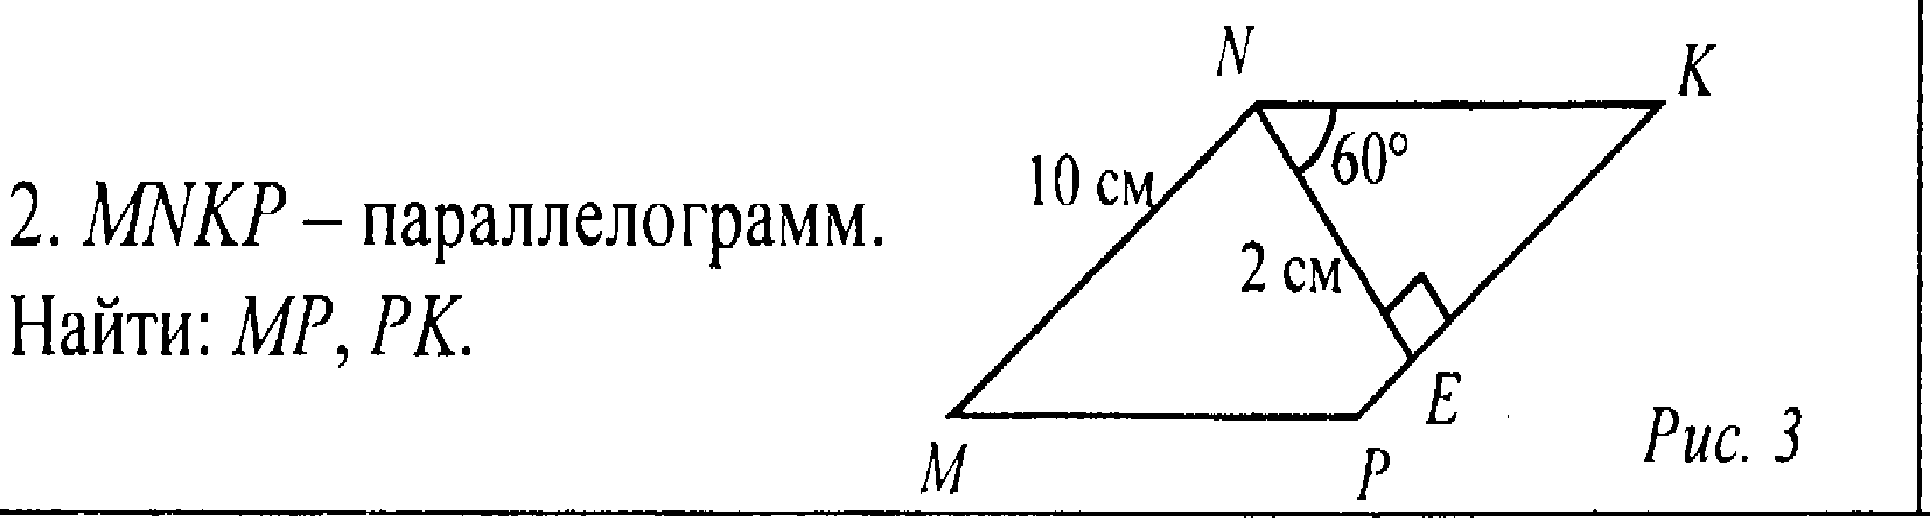 2. MNKP – параллелограмм.
Найти: MP, PK.
N
K
60°
10 см
2 см
E
M
P
Рис. 3